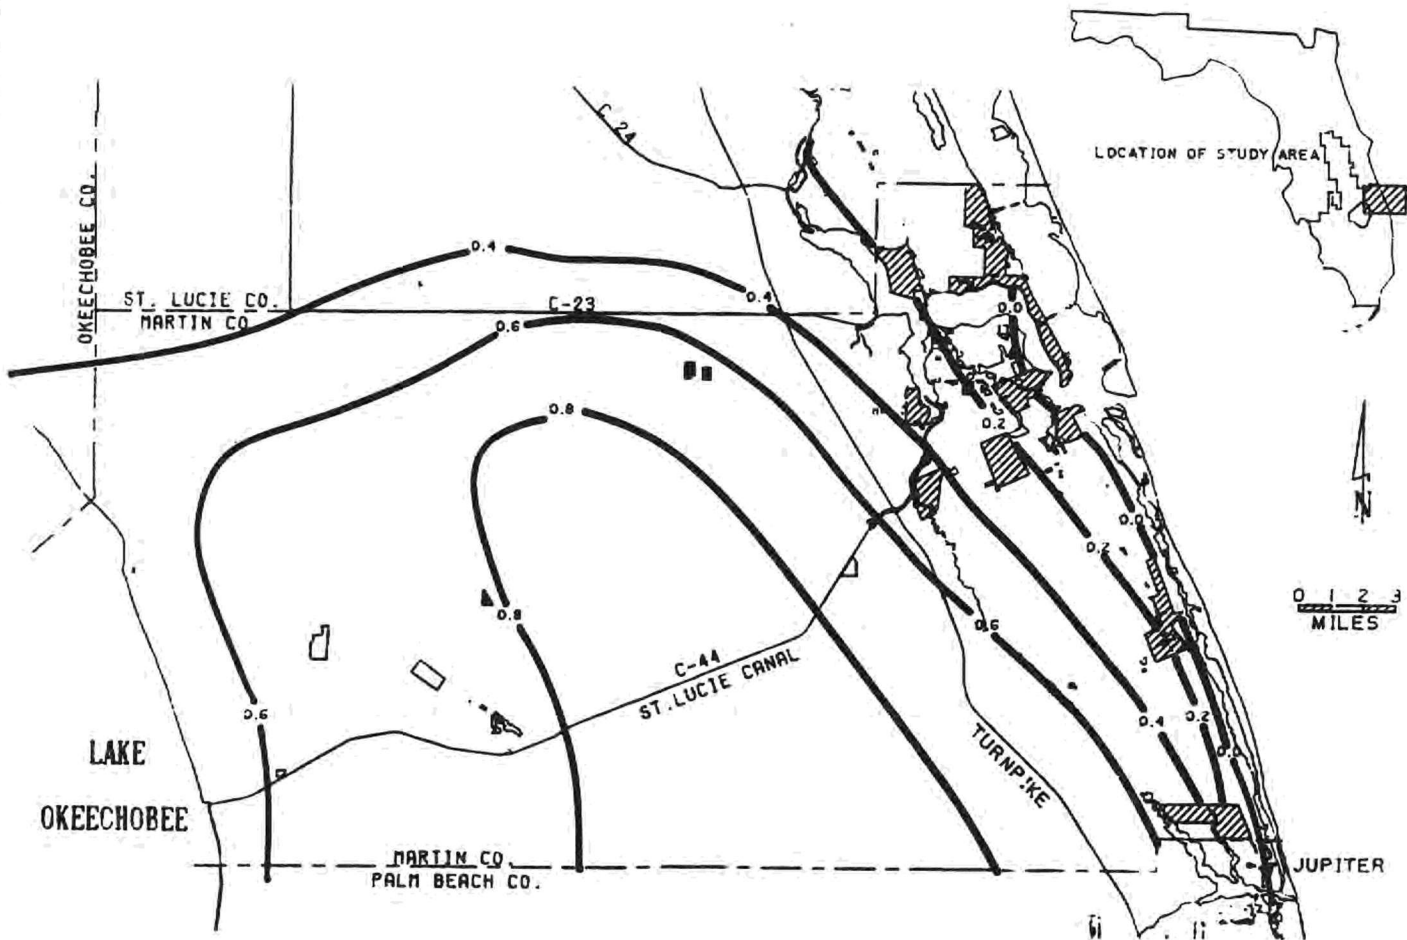 C 24
LOCATION OF STUDY AREA
OKEECHOBEE CO.
0.4
ST. LUCIE CO.
MARTIN CO
C-23
0.4
0.6
0.0
0.8
0.2
N
0.0
0.2
0 1 2 3
MILES
0.8
0.6
C-44
ST.LUCIE CANAL
0.6
0.4
0.2
0.0
TURNPIKE
LAKE
OKEECHOBEE
MARTIN CO.
PALM BEACH CO.
JUPITER